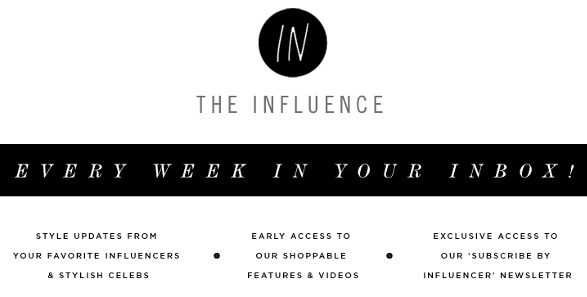 IN
THE INFLUENCE
EVERY WEEK IN YOUR INBOX!
STYLE UPDATES FROM
YOUR FAVORITE INFLUENCERS
& STYLISH CELEBS
EARLY ACCESS TO
OUR SHOPPABLE
FEATURES & VIDEOS
EXCLUSIVE ACCESS TO
OUR 'SUBSCRIBE BY
INFLUENCER' NEWSLETTER